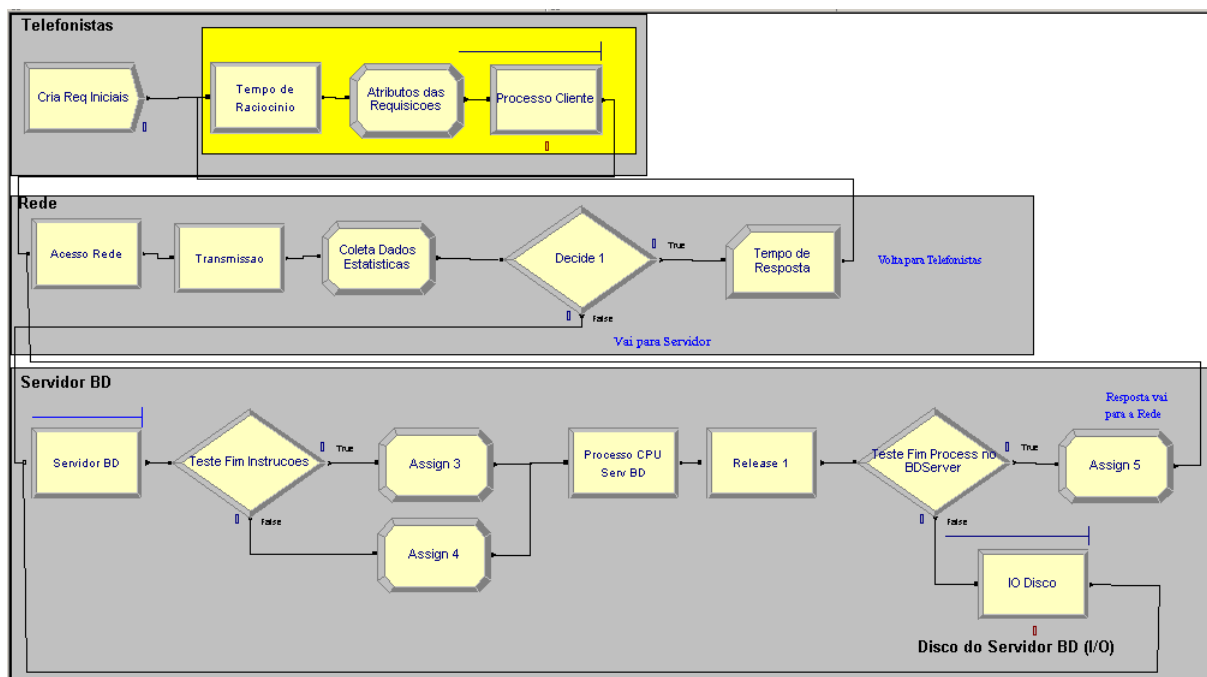 Telefonistas
Cria Req Iniciais
Tempo de
Raciocinio
Atributos das
Requisicoes
Processo Cliente
Rede
Acesso Rede
Transmissao
Coleta Dados
Estatisticas
Decide 1
True
False
Tempo de
Resposta
Volta para Telefonistas
Vai para Servidor
Servidor BD
Servidor BD
Teste Fim Instrucoes
True
False
Assign 3
Assign 4
Processo CPU
Serv BD
Release 1
Teste Fim Process no
BDServer
True
False
Resposta vai
para a Rede
Assign 5
IO Disco
Disco do Servidor BD (I/O)